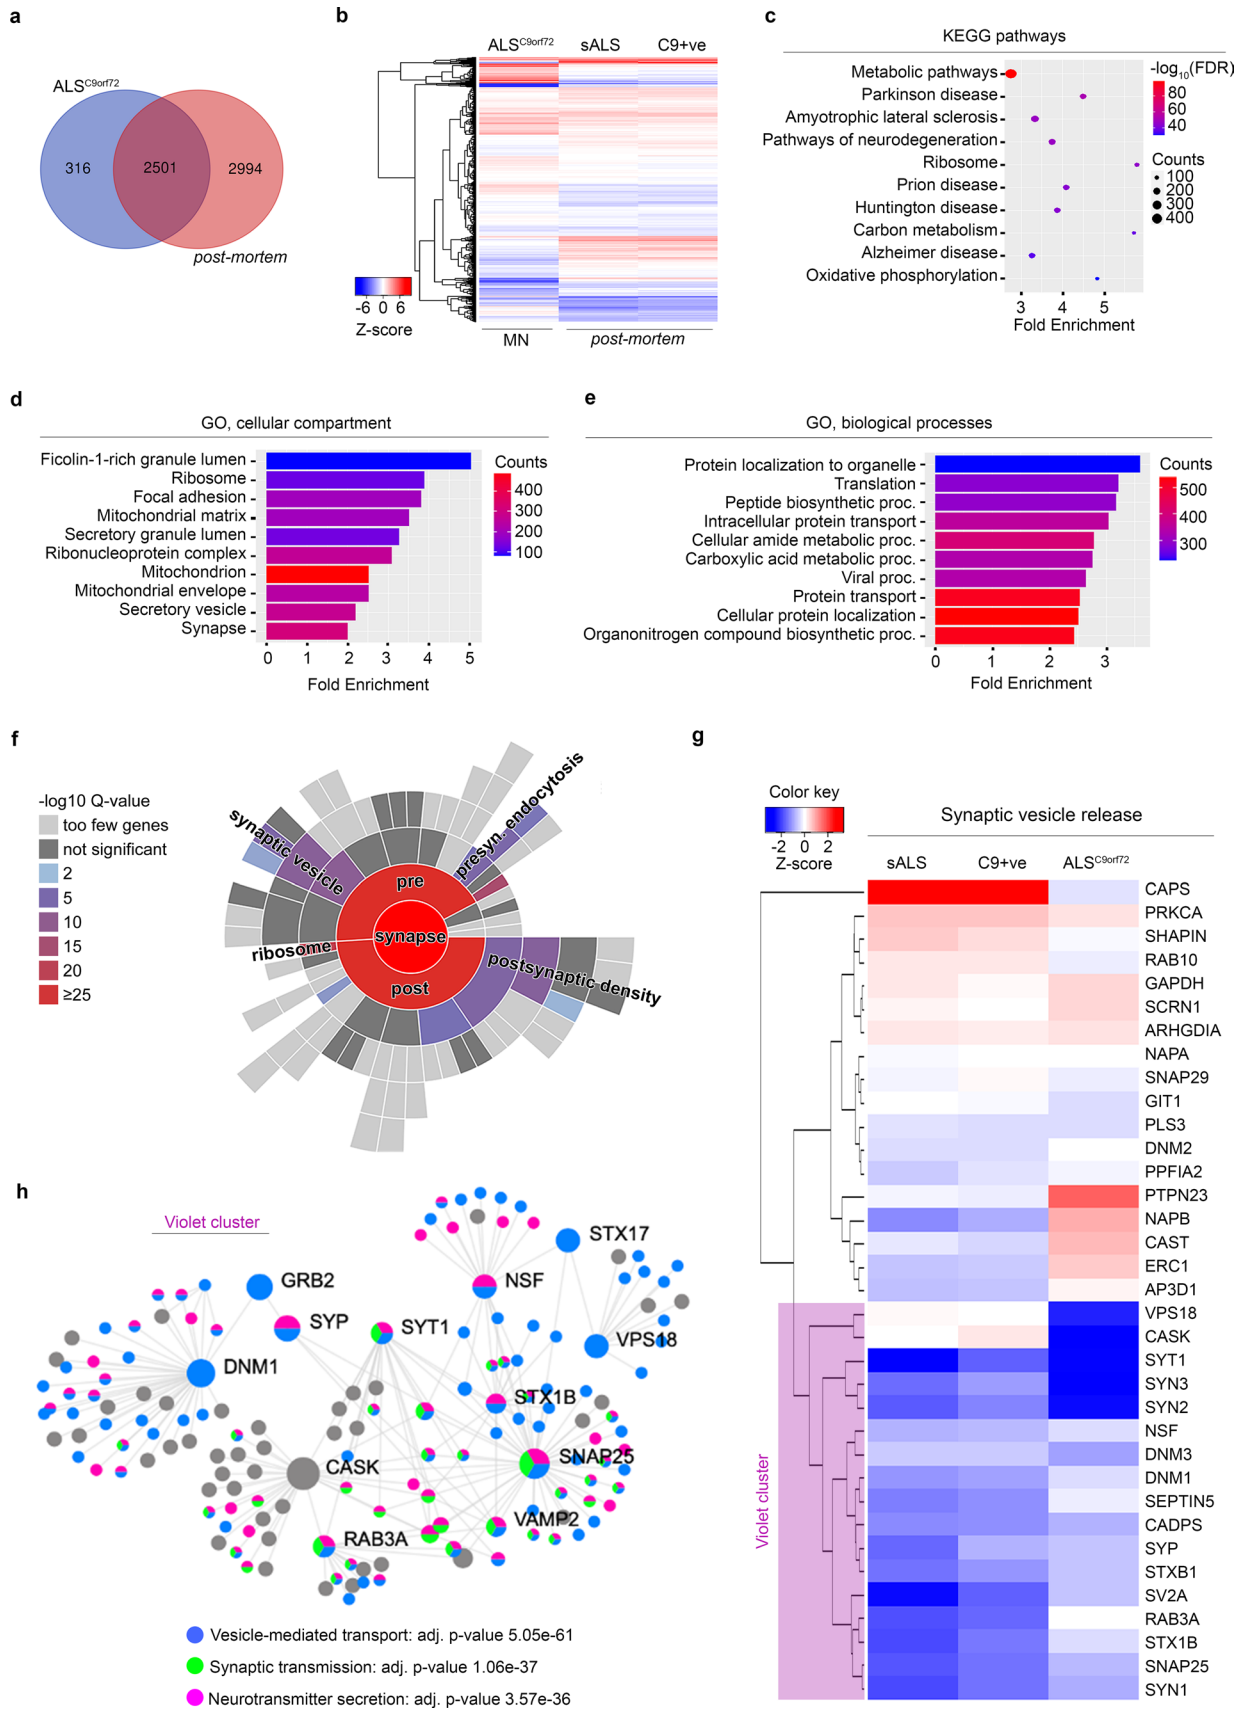 a
ALSC9orf72
316
2501
2994
post-mortem
b
ALSC9orf72 sALS C9+ve
-6 0 6
Z-score
MN
post-mortem
c
KEGG pathways
Metabolic pathways
Parkinson disease
Amyotrophic lateral sclerosis
Pathways of neurodegeneration
Ribosome
Prion disease
Huntington disease
Carbon metabolism
Alzheimer disease
Oxidative phosphorylation
3 4 5
Fold Enrichment
-log10(FDR)
80
60
40
Counts
100
200
300
400
d
GO, cellular compartment
Ficolin-1-rich granule lumen
Ribosome
Focal adhesion
Mitochondrial matrix
Secretory granule lumen
Ribonucleoprotein complex
Mitochondrion
Mitochondrial envelope
Secretory vesicle
Synapse
0 1 2 3 4 5
Fold Enrichment
Counts
400
300
200
100
e
GO, biological processes
Protein localization to organelle
Translation
Peptide biosynthetic proc.
Intracellular protein transport
Cellular amide metabolic proc.
Carboxylic acid metabolic proc.
Viral proc.
Protein transport
Cellular protein localization
Organonitrogen compound biosynthetic proc.
0 1 2 3
Fold Enrichment
Counts
500
400
300
f
-log10 Q-value
too few genes
not significant
2
5
10
15
20
≥25
synaptic vesicle
presyn. endocytosis
pre
synapse
ribosome
post
postsynaptic density
g
Color key
-2 0 2
Z-score
Synaptic vesicle release
sALS C9+ve ALSC9orf72
CAPS
PRKCA
SHAPIN
RAB10
GAPDH
SCRN1
ARHGDIA
NAPA
SNAP29
GIT1
PLS3
DNM2
PPFIA2
PTPN23
NAPB
CAST
ERC1
AP3D1
VPS18
CASK
SYT1
SYN3
SYN2
NSF
DNM3
DNM1
SEPTIN5
CADPS
SYP
STXB1
SV2A
RAB3A
STX1B
SNAP25
SYN1
Violet cluster
h
Violet cluster
STX17
GRB2
NSF
SYP
SYT1
VPS18
DNM1
STX1B
SNAP25
CASK
VAMP2
RAB3A
Vesicle-mediated transport: adj. p-value 5.05e-61
Synaptic transmission: adj. p-value 1.06e-37
Neurotransmitter secretion: adj. p-value 3.57e-36